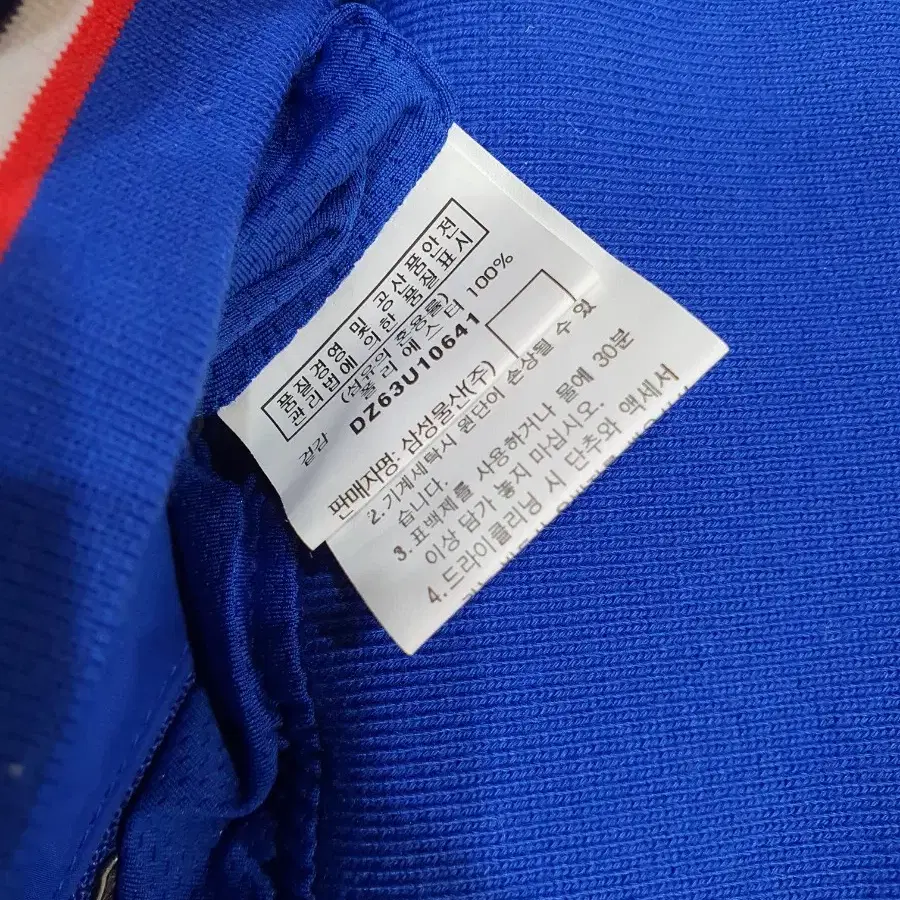 품질경영 및 공산품안전
관리법에 의한 품질표시
(섬유의 혼용률)
겉감 폴리에스터 100%
DZ63U10641
판매자명: 삼성물산(주)
2.기계세탁시 원단이 손상될 수 있
습니다.
3.표백제를 사용하거나 물에 30분
이상 담가 놓지 마십시오.
4.드라이클리닝 시 단추와 액세서